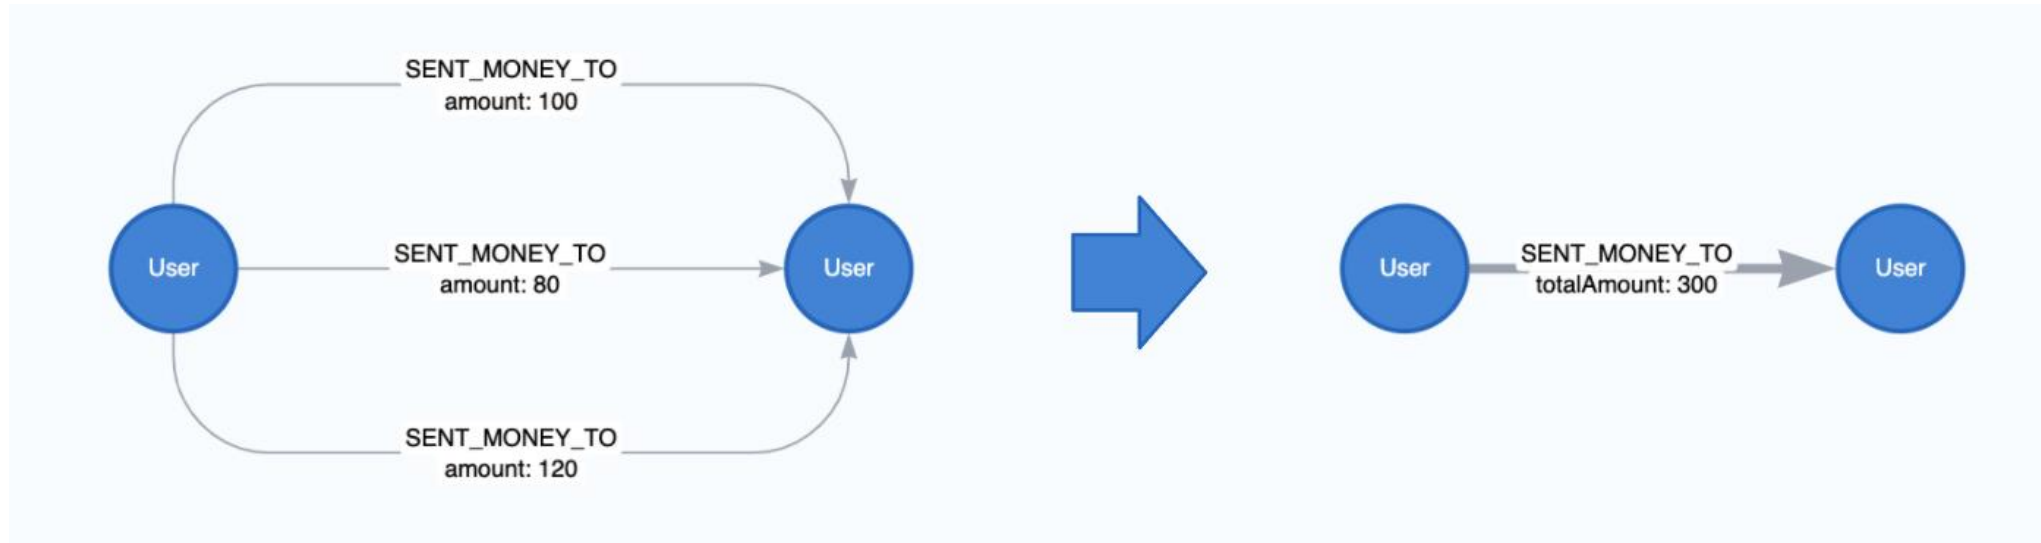 SENT_MONEY_TO
amount: 100
User
SENT_MONEY_TO
amount: 80
User
SENT_MONEY_TO
amount: 120
User
SENT_MONEY_TO
totalAmount: 300
User